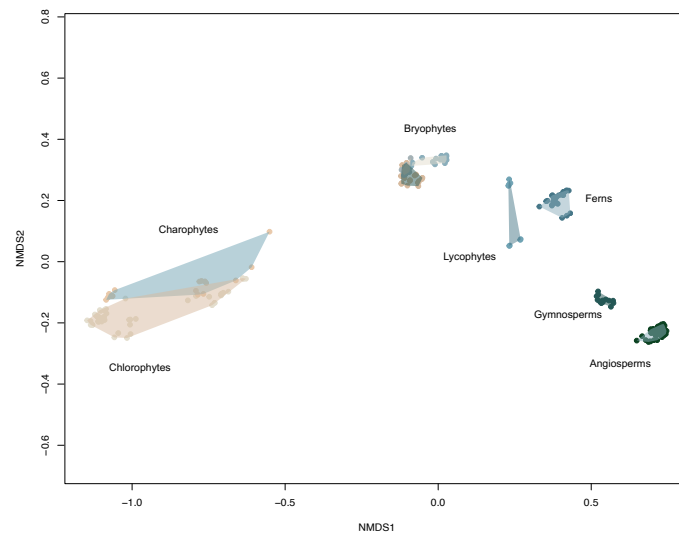 0.8
0.6
0.4
0.2
0.0
−0.2
−0.4
−0.6
NMDS2
Bryophytes
Ferns
Charophytes
Lycophytes
Gymnosperms
Chlorophytes
Angiosperms
−1.0
−0.5
0.0
0.5
NMDS1